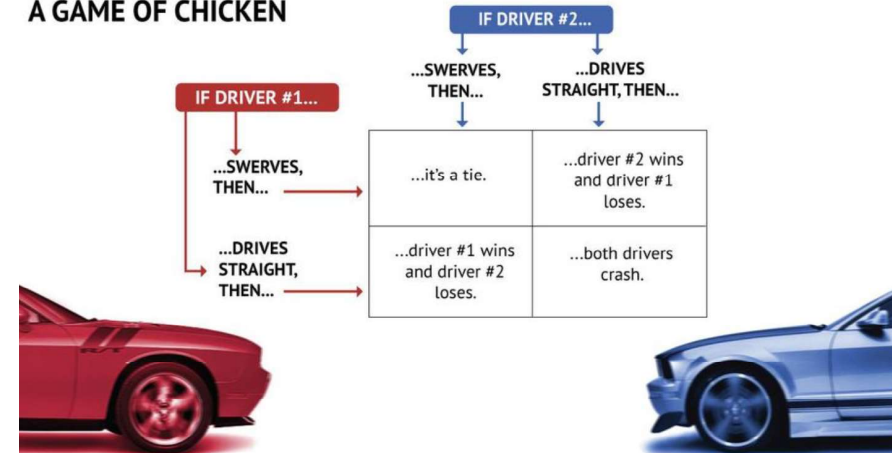 A GAME OF CHICKEN
IF DRIVER #2...
...SWERVES,
THEN...
...DRIVES
STRAIGHT, THEN...
IF DRIVER #1...
...SWERVES,
THEN...
...it's a tie.
...driver #2 wins
and driver #1
loses.
...DRIVES
STRAIGHT,
THEN...
...driver #1 wins
and driver #2
loses.
...both drivers
crash.